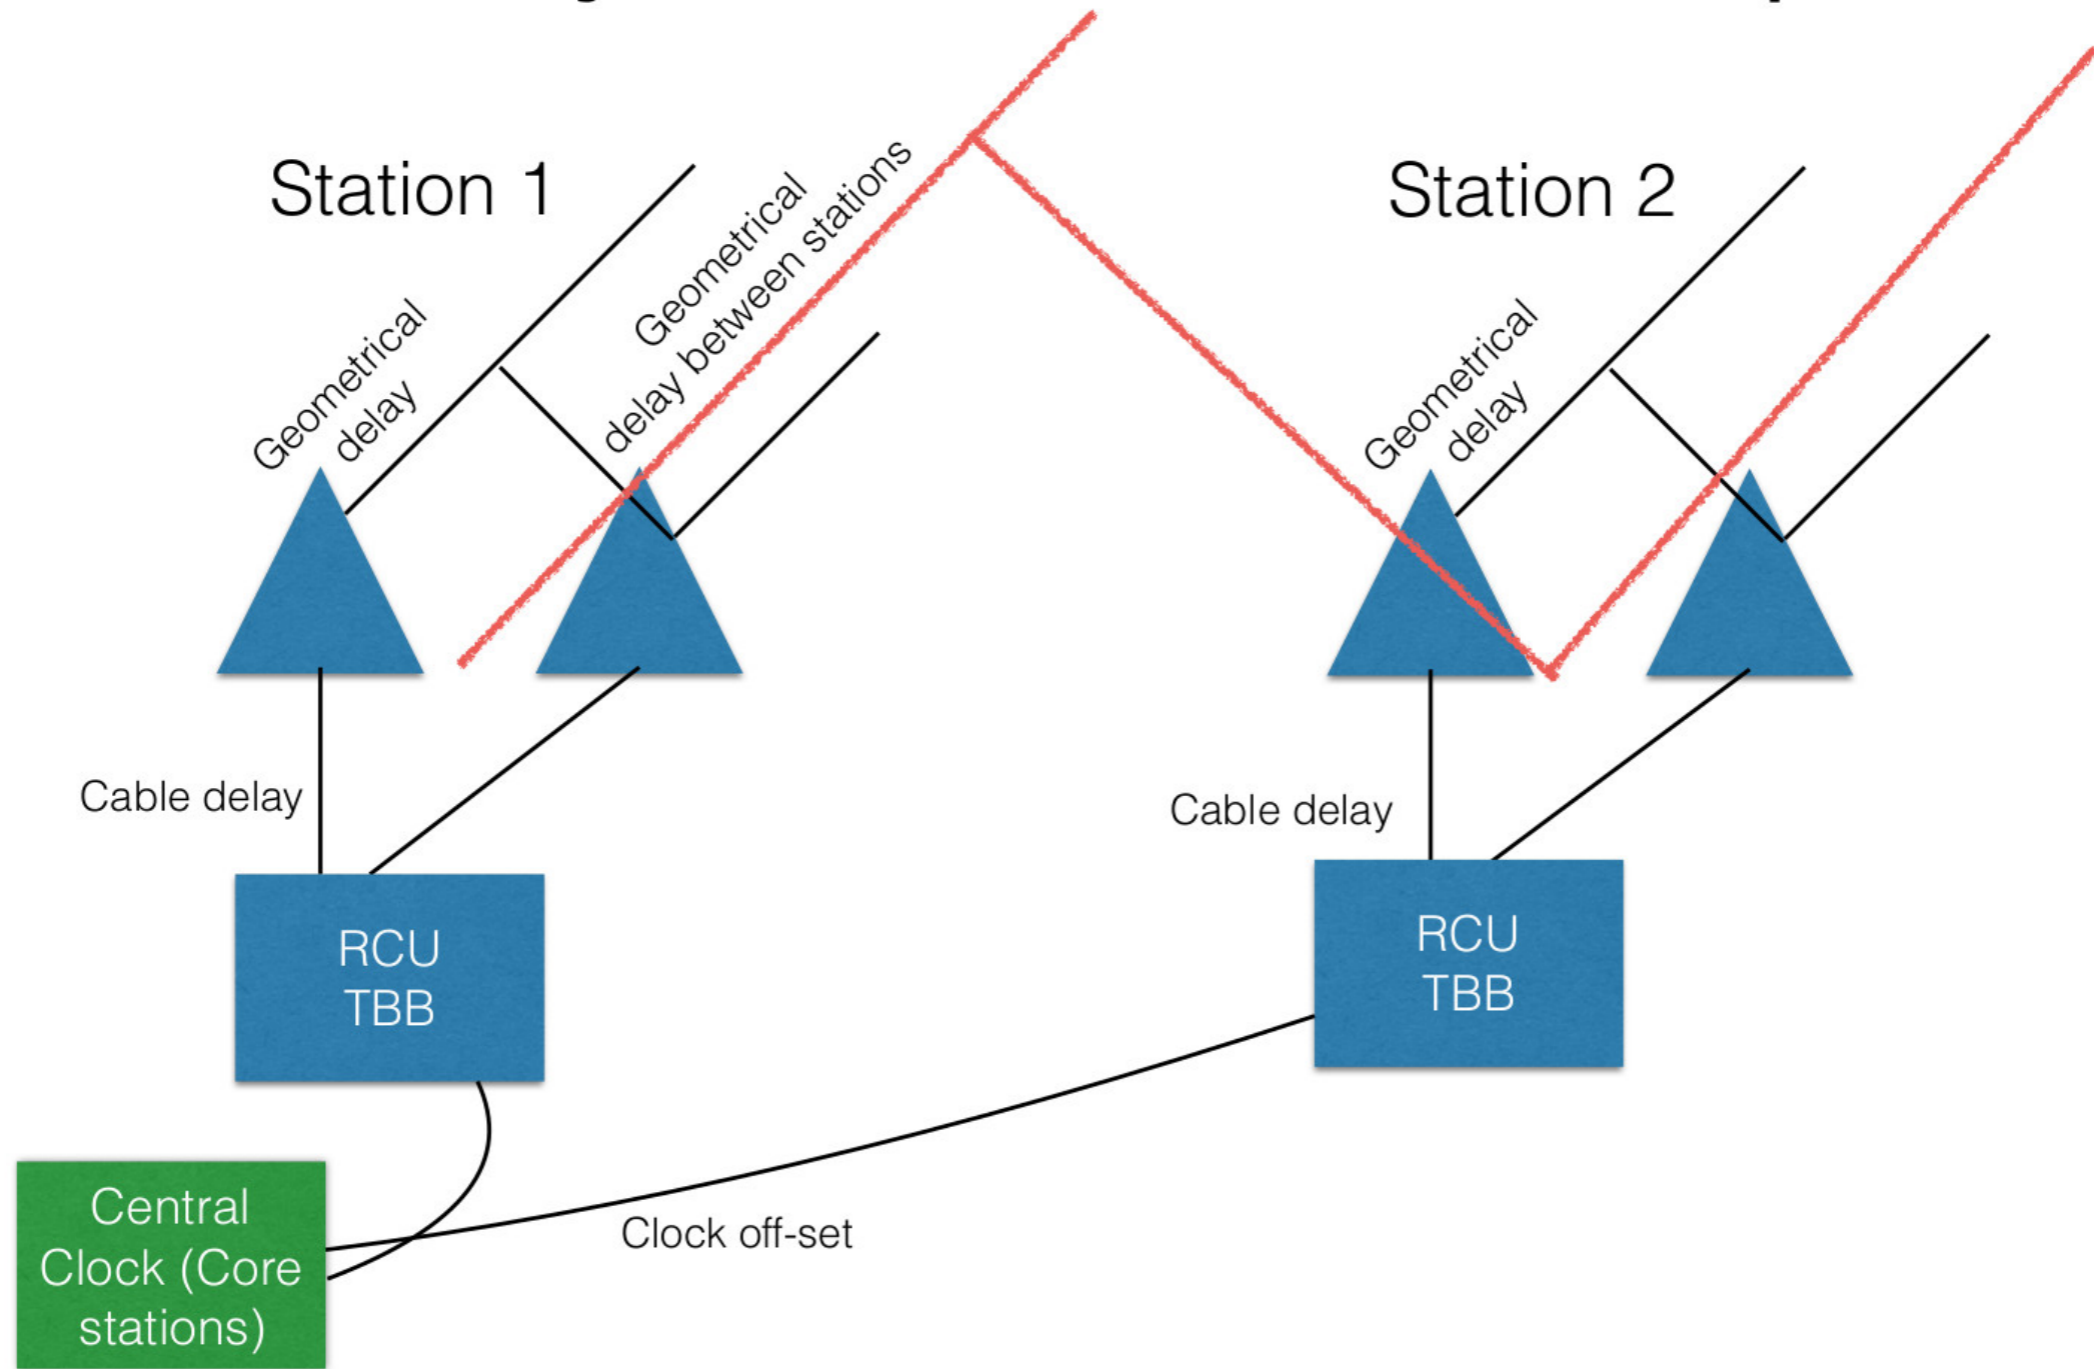 Station 1
Station 2
Geometrical
delay
Geometrical
delay between stations
Geometrical
delay
Cable delay
Cable delay
RCU
TBB
RCU
TBB
Central
Clock (Core
stations)
Clock off-set